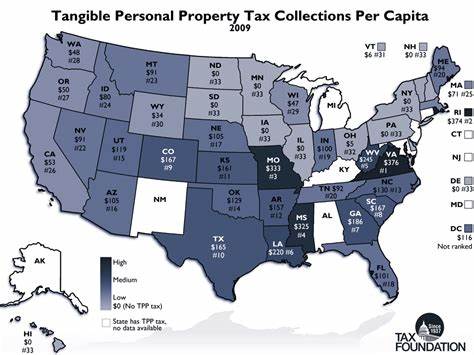 Tangible Personal Property Tax Collections Per Capita
2009
WA
$48
#28
MT
$91
#23
ND
$0
#33
MN
$0
#33
VT
$6 #31
NH
$0 #33
ME
$94
#20
OR
$50
#27
ID
$80
#24
WY
$34
#30
SD
$0
#33
WI
$47
#29
MI
NY
$0
#33
MA
$71 #25
RI
$374 #2
CT
NJ
DE
$0 #33
MD
DC
$116
Not ranked
NV
$91
#22
UT
$115
#19
CO
$167
#9
NE
$105
#17
IA
$0
#33
IL
$0
#33
IN
$100
#19
OH
$5
#32
PA
$0 #33
WV
$245
#5
VA
$376
#1
CA
$53
#26
AZ
$105
#16
NM
KS
$161
#11
MO
$333
#3
KY
TN $92
#20
NC
$130 #13
SC
$167
#8
OK
$129
#14
AR
$157
#12
MS
$325
#4
AL
GA
$186
#7
TX
$165
#10
LA
$220 #6
FL
$101
#18
AK
HI
$0
#33
High
Medium
Low
$0 (No TPP tax)
State has TPP tax,
no data available
Since
1937
TAX
FOUNDATION